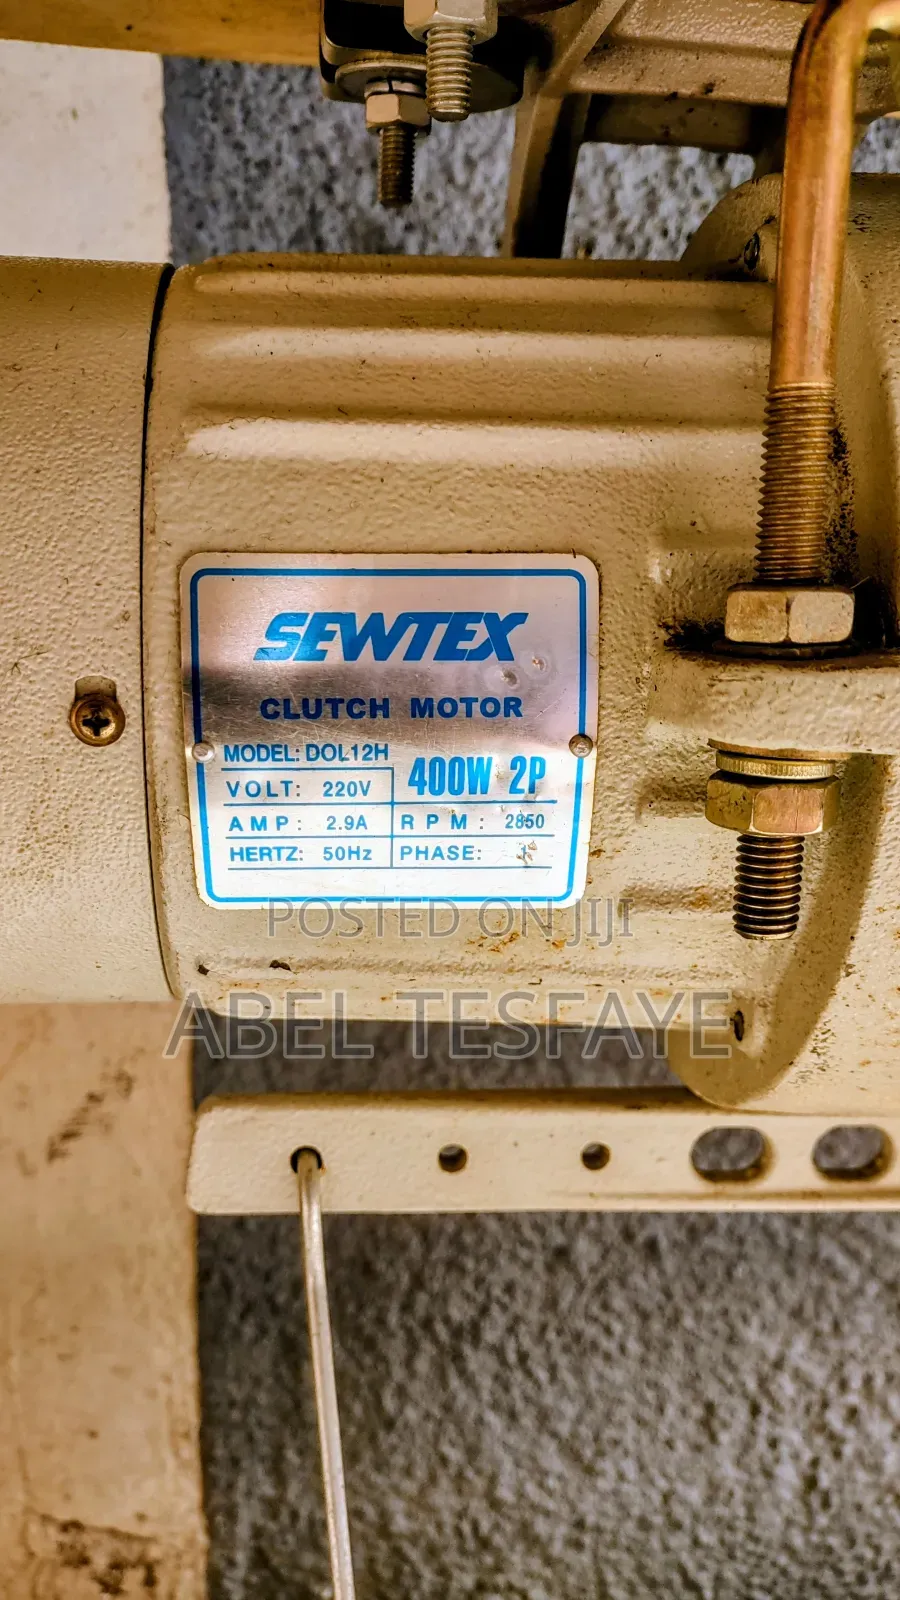 SEWTEX
CLUTCH MOTOR
MODEL: DOL12H
400W 2P
VOLT: 220V
AMP: 2.9A RPM: 2850
HERTZ: 50Hz PHASE: 1
POSTED ON JIJI
ABEL TESFAYE